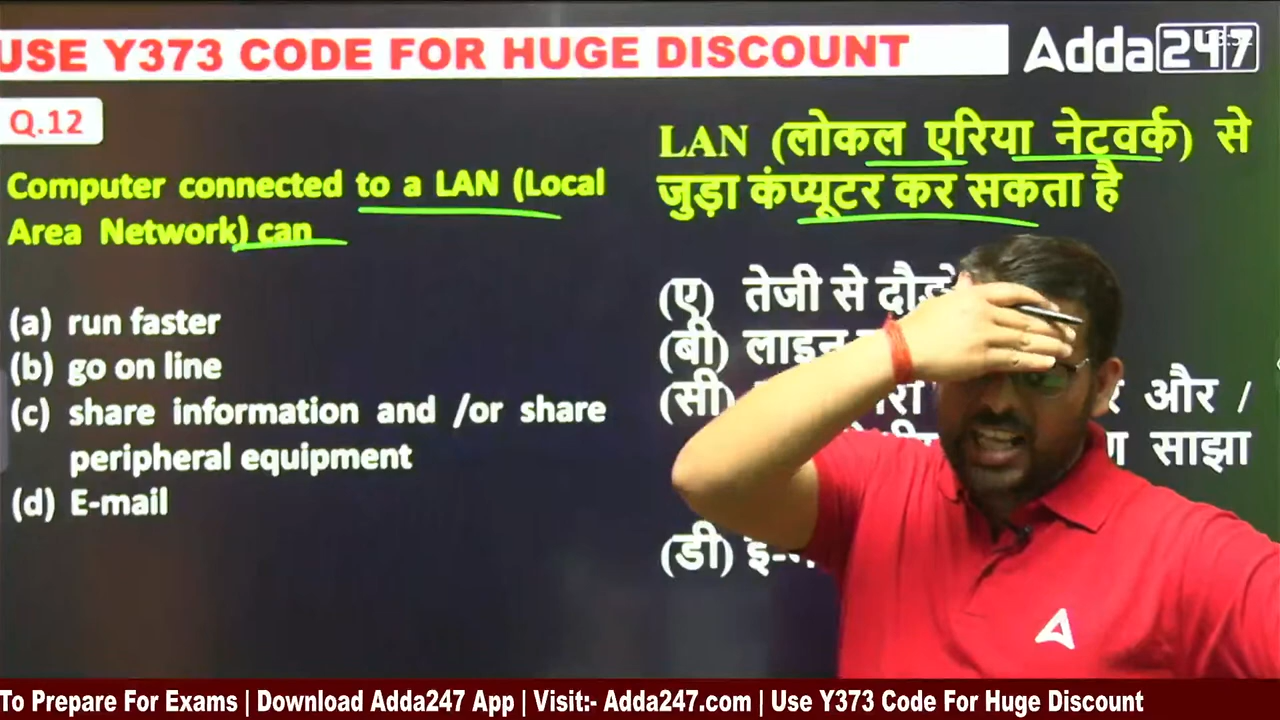 USE Y373 CODE FOR HUGE DISCOUNT
Adda247
Q.12
Computer connected to a LAN (Local
Area Network) can
(a) run faster
(b) go on line
(c) share information and /or share
peripheral equipment
(d) E-mail
LAN (लोकल एरिया नेटवर्क) से
जुड़ा कंप्यूटर कर सकता है
(ए) तेजी से
(बी) लाइन
(सी) और /
साझा
(डी)
To Prepare For Exams | Download Adda247 App | Visit:- Adda247.com | Use Y373 Code For Huge Discount